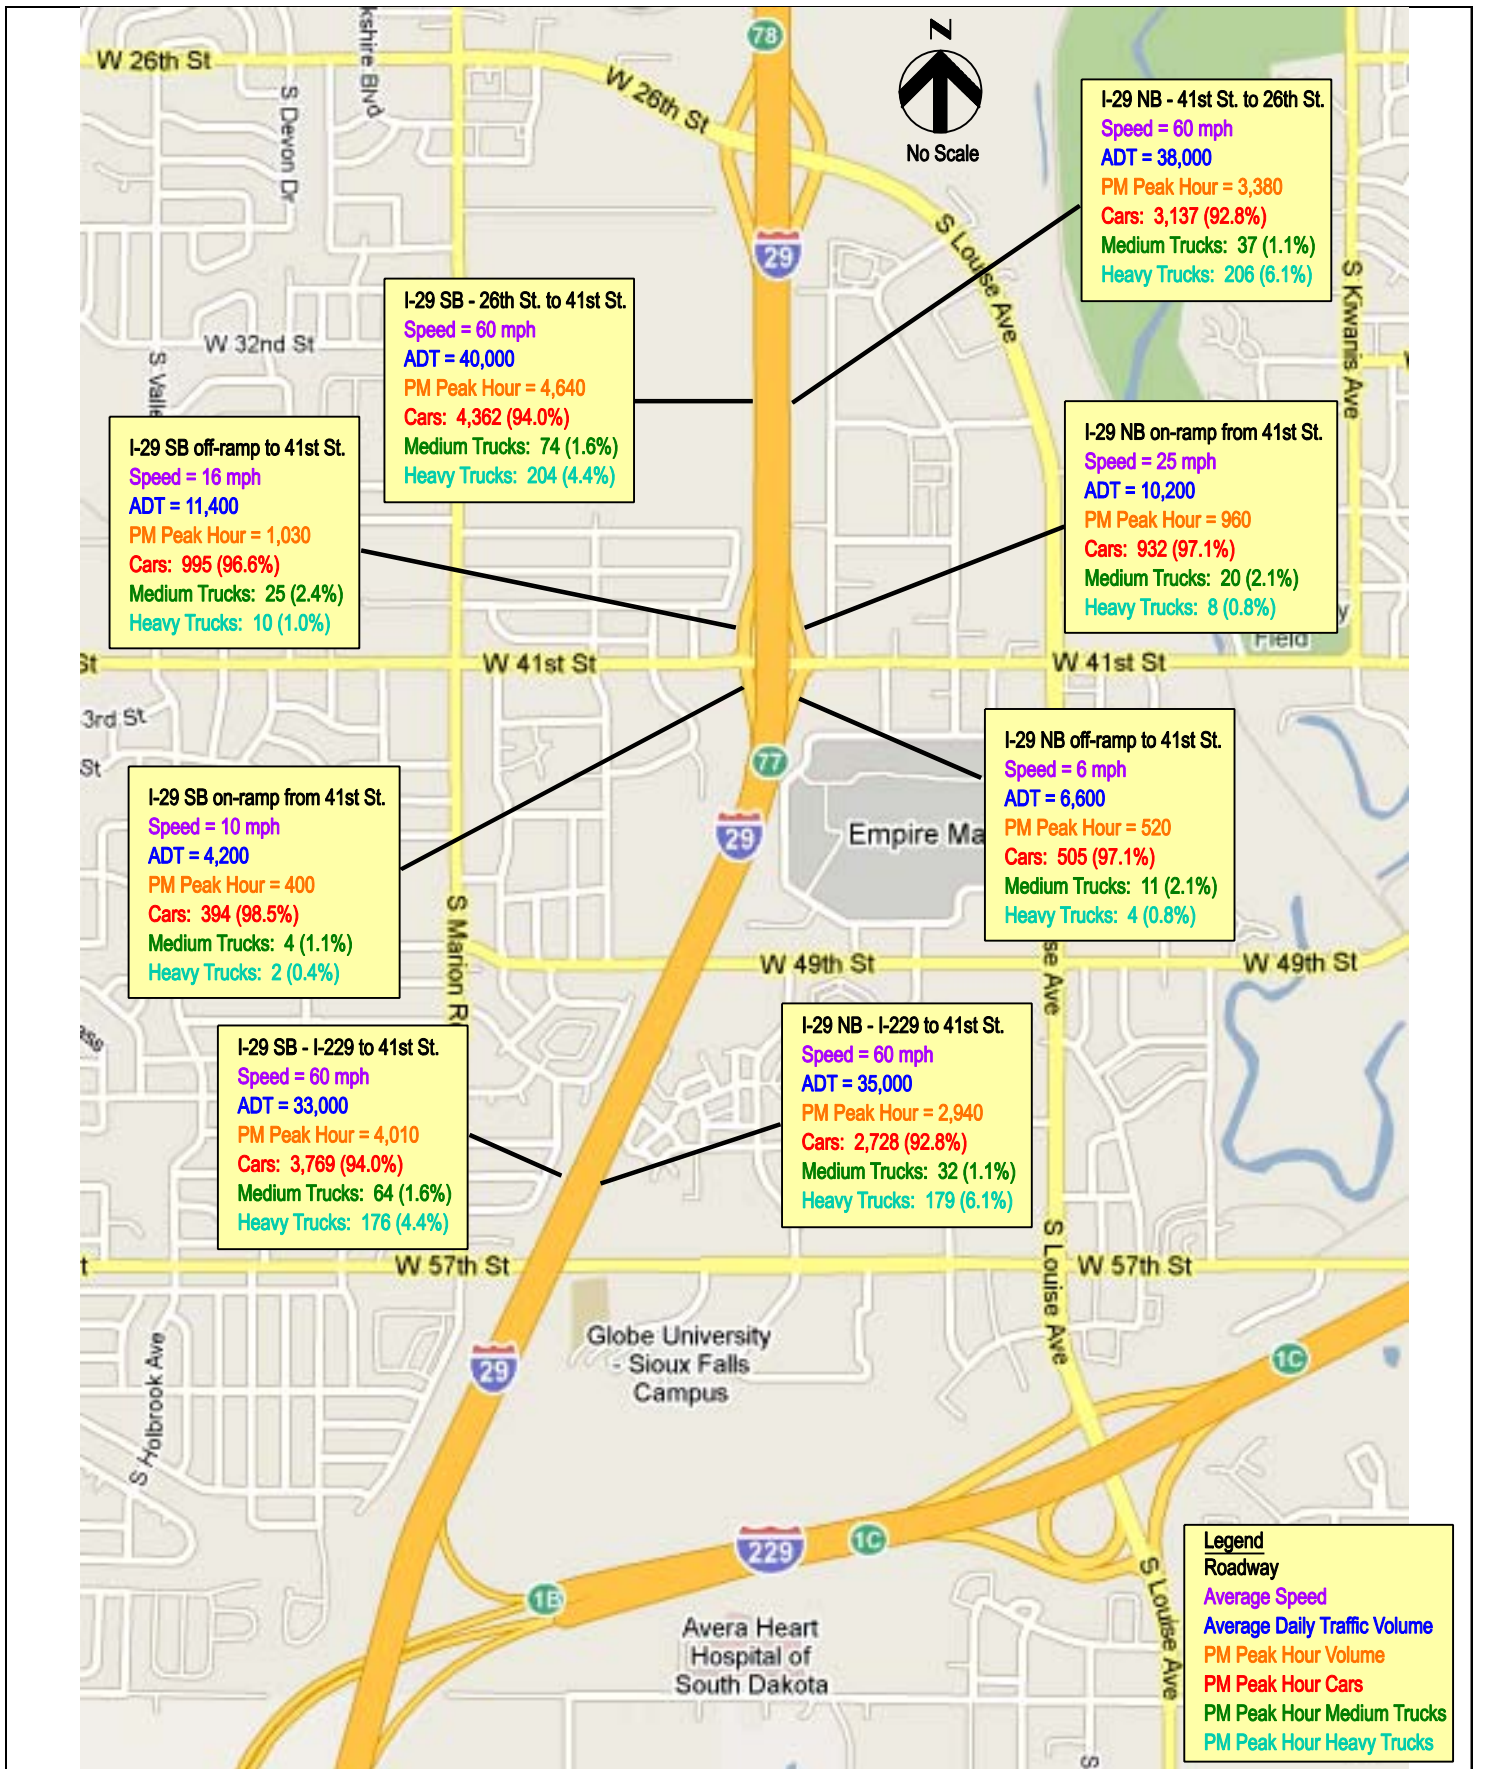 78
N
No Scale
W 26th St
kshire Blvd
S Devon Dr
W 26th St
I-29 NB - 41st St. to 26th St.
Speed = 60 mph
ADT = 38,000
PM Peak Hour = 3,380
Cars: 3,137 (92.8%)
Medium Trucks: 37 (1.1%)
Heavy Trucks: 206 (6.1%)
29
S Louise Ave
S Kiwanis Ave
I-29 SB - 26th St. to 41st St.
Speed = 60 mph
ADT = 40,000
PM Peak Hour = 4,640
Cars: 4,362 (94.0%)
Medium Trucks: 74 (1.6%)
Heavy Trucks: 204 (4.4%)
W 32nd St
S Valle
I-29 SB off-ramp to 41st St.
Speed = 16 mph
ADT = 11,400
PM Peak Hour = 1,030
Cars: 995 (96.6%)
Medium Trucks: 25 (2.4%)
Heavy Trucks: 10 (1.0%)
I-29 NB on-ramp from 41st St.
Speed = 25 mph
ADT = 10,200
PM Peak Hour = 960
Cars: 932 (97.1%)
Medium Trucks: 20 (2.1%)
Heavy Trucks: 8 (0.8%)
y
Field
St
W 41st St
W 41st St
3rd St
St
77
29
Empire Ma
I-29 NB off-ramp to 41st St.
Speed = 6 mph
ADT = 6,600
PM Peak Hour = 520
Cars: 505 (97.1%)
Medium Trucks: 11 (2.1%)
Heavy Trucks: 4 (0.8%)
I-29 SB on-ramp from 41st St.
Speed = 10 mph
ADT = 4,200
PM Peak Hour = 400
Cars: 394 (98.5%)
Medium Trucks: 4 (1.1%)
Heavy Trucks: 2 (0.4%)
S Marion R
W 49th St
W 49th St
se Ave
I-29 SB - I-229 to 41st St.
Speed = 60 mph
ADT = 33,000
PM Peak Hour = 4,010
Cars: 3,769 (94.0%)
Medium Trucks: 64 (1.6%)
Heavy Trucks: 176 (4.4%)
I-29 NB - I-229 to 41st St.
Speed = 60 mph
ADT = 35,000
PM Peak Hour = 2,940
Cars: 2,728 (92.8%)
Medium Trucks: 32 (1.1%)
Heavy Trucks: 179 (6.1%)
t
W 57th St
W 57th St
S Louise Ave
29
Globe University
- Sioux Falls
Campus
1C
S Holbrook Ave
229
1C
1B
Avera Heart
Hospital of
South Dakota
S Louise Ave
S
Legend
Roadway
Average Speed
Average Daily Traffic Volume
PM Peak Hour Volume
PM Peak Hour Cars
PM Peak Hour Medium Trucks
PM Peak Hour Heavy Trucks